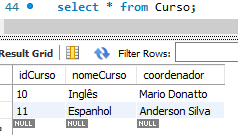 44 select * from Curso;
Result Grid Filter Rows:
idCurso nomeCurso coordenador
10 Inglês Mario Donatto
11 Espanhol Anderson Silva
NULL NULL NULL